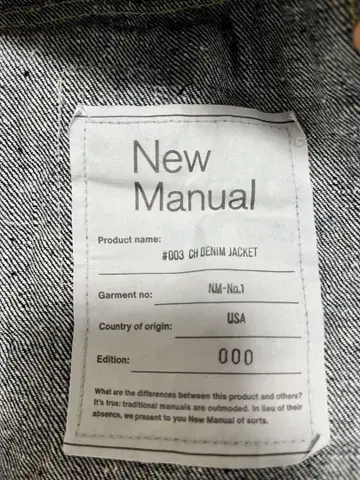 New
Manual
Product name:
#003 CH DENIM JACKET
Garment no: NM-No.1
Country of origin: USA
Edition: 000
What are the differences between this product and others?
It's true: traditional manuals are outmoded. In lieu of their
absence, we present to you New Manual of sorts.